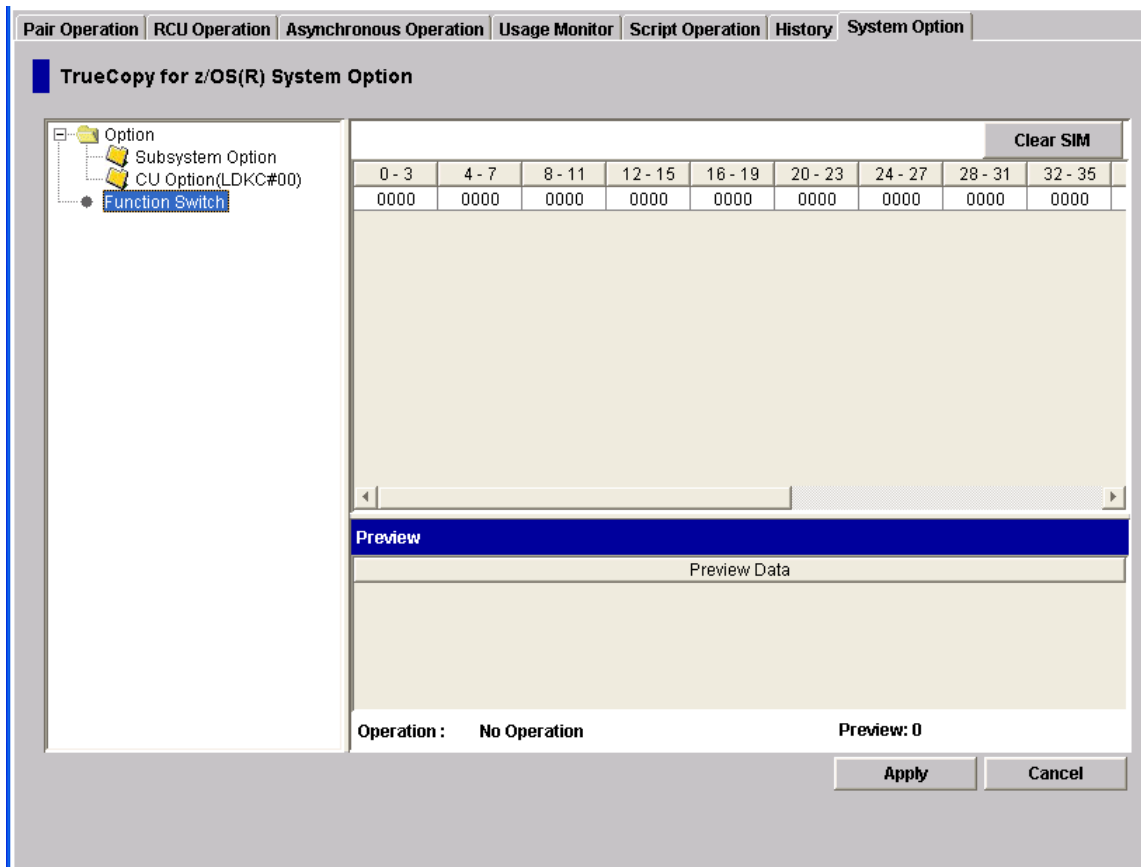 Pair Operation RCU Operation Asynchronous Operation Usage Monitor Script Operation History System Option
TrueCopy for z/OS(R) System Option
Option
Subsystem Option
CU Option(LDKC#00)
Function Switch
Clear SIM
0 - 3 4 - 7 8 - 11 12 - 15 16 - 19 20 - 23 24 - 27 28 - 31 32 - 35
0000 0000 0000 0000 0000 0000 0000 0000 0000
Preview
Preview Data
Operation : No Operation Preview: 0
Apply Cancel